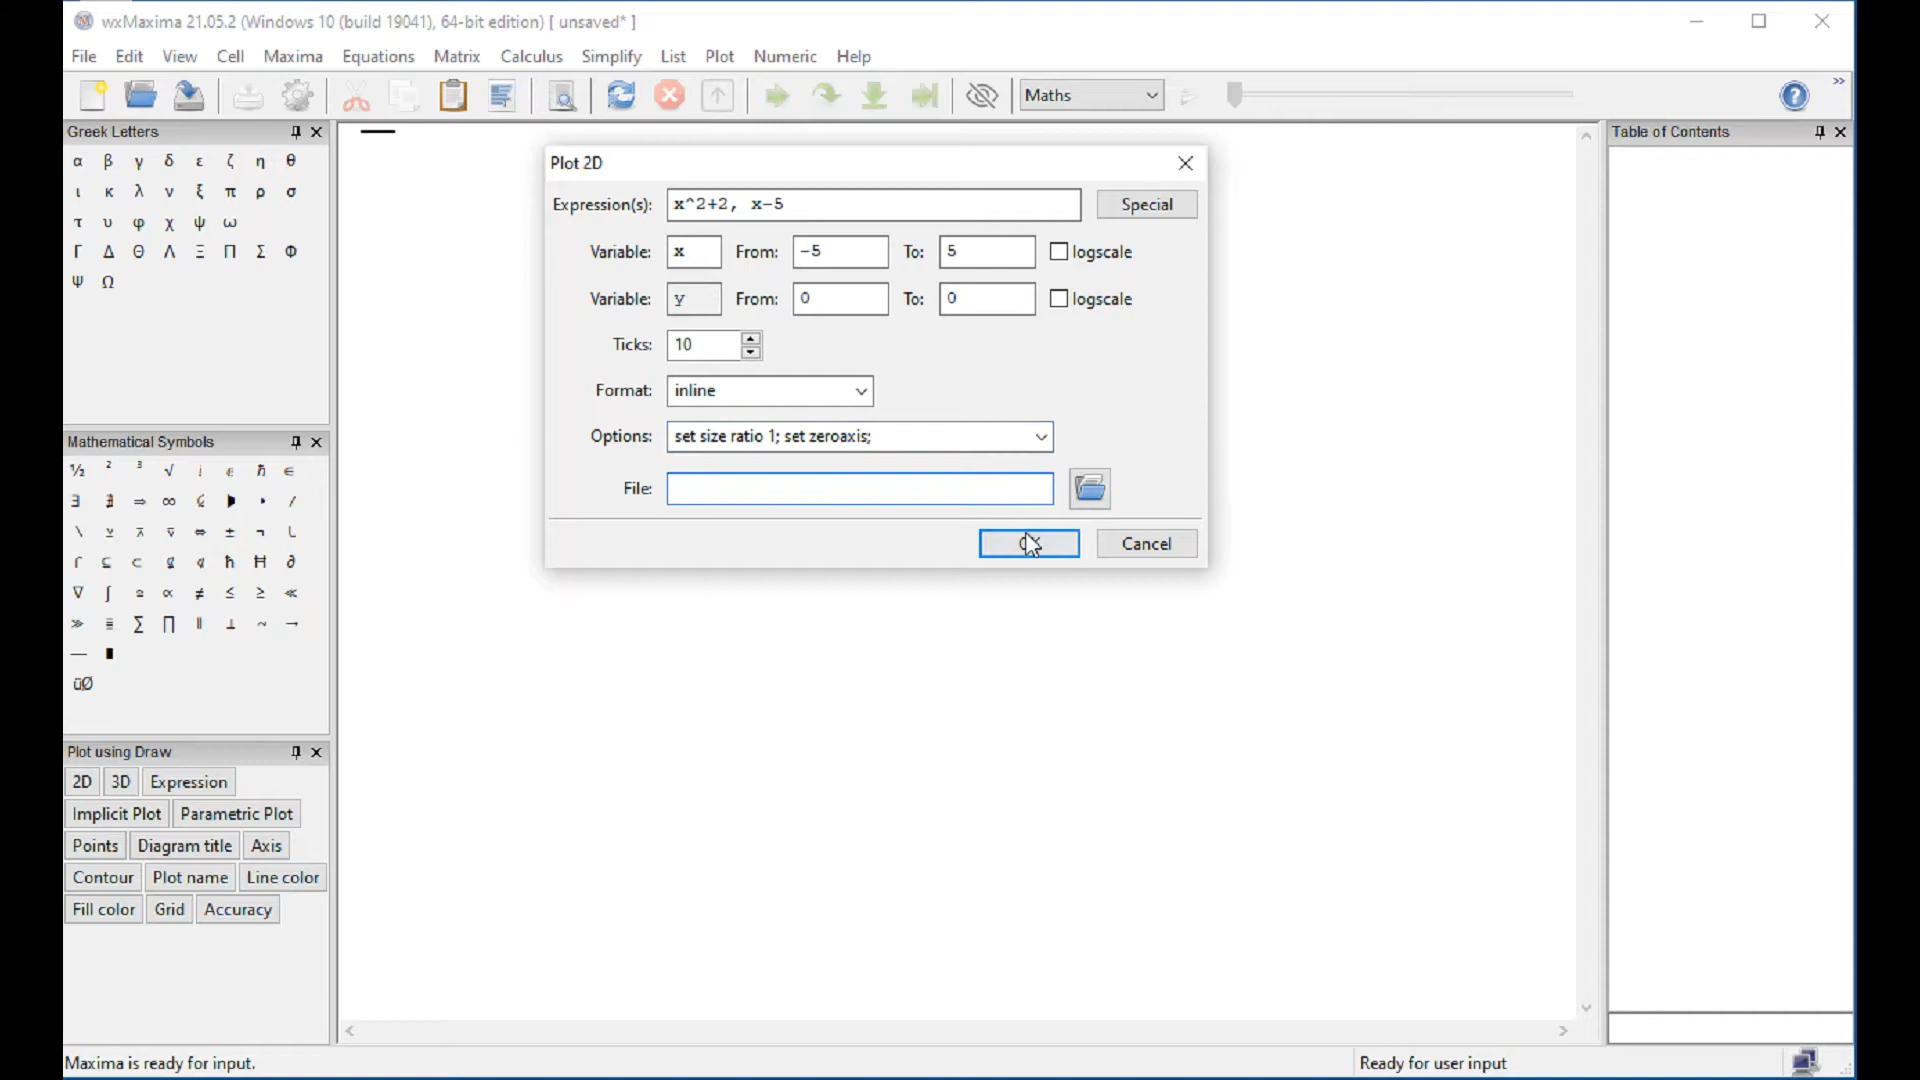 wxMaxima 21.05.2 (Windows 10 (build 19041), 64-bit edition) [ unsaved* ]
File Edit View Cell Maxima Equations Matrix Calculus Simplify List Plot Numeric Help
Maths
Greek Letters
α β γ δ ε ζ η θ
ι κ λ ν ξ π ρ σ
τ υ φ χ ψ ω
Γ Δ Θ Λ Ξ Π Σ Φ
Ψ Ω
Mathematical Symbols
½ ² ³ √ ⅈ ⅇ ℏ ∈
∃ ∄ ⇒ ∞
⇔ ± ¬
⊆ ⊂ ħ Ħ ∂
∇ ∫ ∝ ≠ ≤ ≥ ≪
≫ ∑ ∏ ∥ ⟂ →
üØ
Plot using Draw
2D 3D Expression
Implicit Plot Parametric Plot
Points Diagram title Axis
Contour Plot name Line color
Fill color Grid Accuracy
Plot 2D
Expression(s): x^2+2, x-5 Special
Variable: x From: -5 To: 5 logscale
Variable: y From: 0 To: 0 logscale
Ticks: 10
Format: inline
Options: set size ratio 1; set zeroaxis;
File:
Cancel
Table of Contents
Maxima is ready for input.
Ready for user input